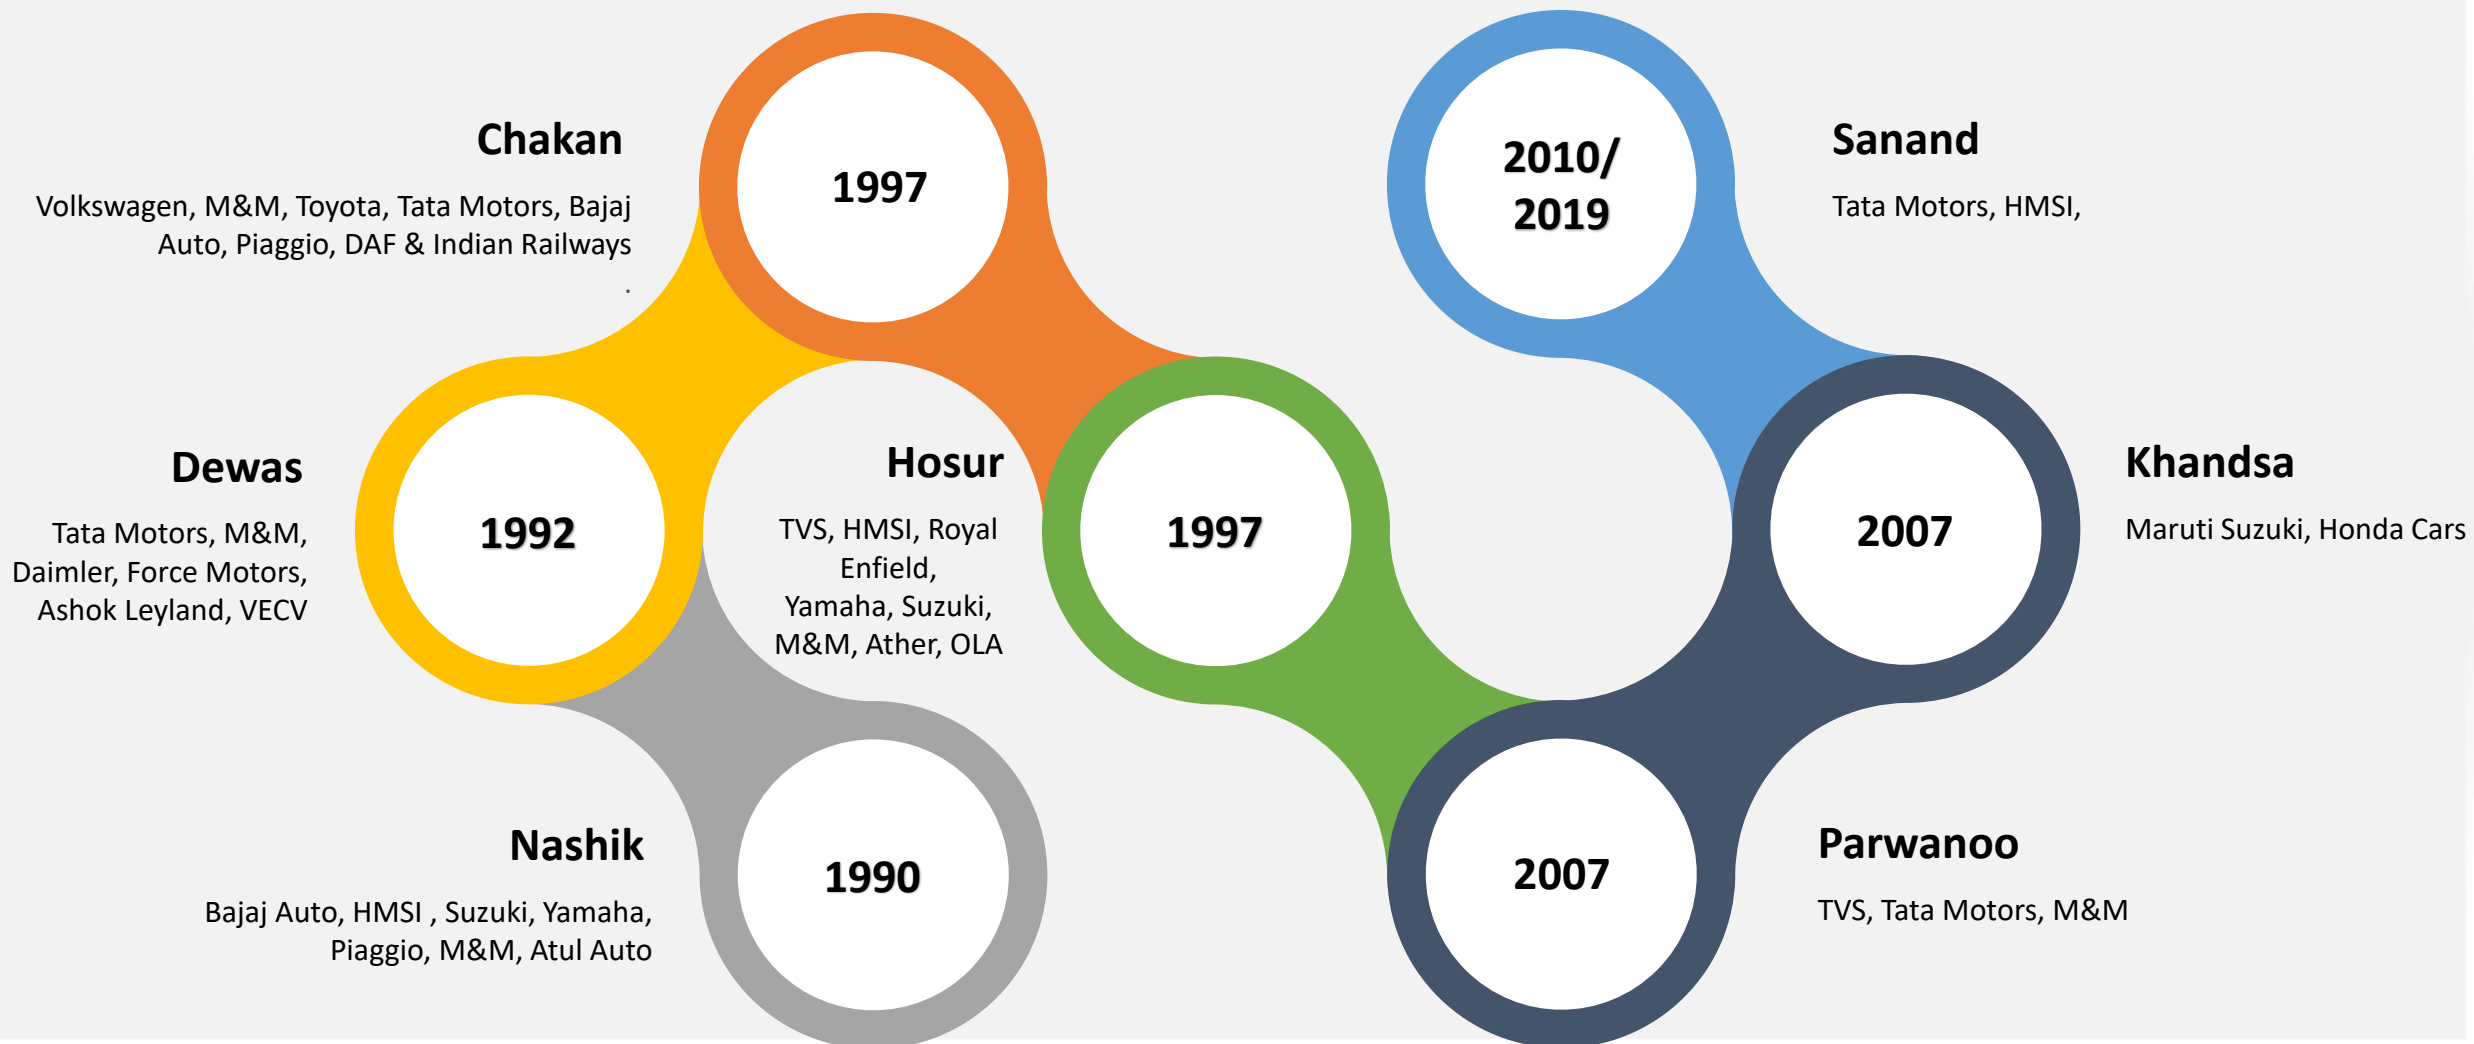 Chakan
Volkswagen, M&M, Toyota, Tata Motors, Bajaj
Auto, Piaggio, DAF & Indian Railways
.
1997
2010/
2019
Sanand
Tata Motors, HMSI,
Dewas
Tata Motors, M&M,
Daimler, Force Motors,
Ashok Leyland, VECV
1992
Hosur
TVS, HMSI, Royal
Enfield,
Yamaha, Suzuki,
M&M, Ather, OLA
1997
2007
Khandsa
Maruti Suzuki, Honda Cars
Nashik
Bajaj Auto, HMSI , Suzuki, Yamaha,
Piaggio, M&M, Atul Auto
1990
2007
Parwanoo
TVS, Tata Motors, M&M